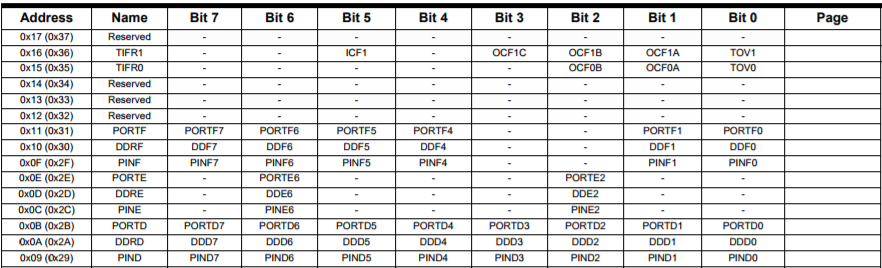 Address Name Bit 7 Bit 6 Bit 5 Bit 4 Bit 3 Bit 2 Bit 1 Bit 0 Page
0x17 (0x37) Reserved - - - - - - - -
0x16 (0x36) TIFR1 - - ICF1 - OCF1C OCF1B OCF1A TOV1
0x15 (0x35) TIFR0 - - - - - OCF0B OCF0A TOV0
0x14 (0x34) Reserved - - - - - - - -
0x13 (0x33) Reserved - - - - - - - -
0x12 (0x32) Reserved - - - - - - - -
0x11 (0x31) PORTF PORTF7 PORTF6 PORTF5 PORTF4 - - PORTF1 PORTF0
0x10 (0x30) DDRF DDF7 DDF6 DDF5 DDF4 - - DDF1 DDF0
0x0F (0x2F) PINF PINF7 PINF6 PINF5 PINF4 - - PINF1 PINF0
0x0E (0x2E) PORTE - PORTE6 - - - PORTE2 - -
0x0D (0x2D) DDRE - DDE6 - - - DDE2 - -
0x0C (0x2C) PINE - PINE6 - - - PINE2 - -
0x0B (0x2B) PORTD PORTD7 PORTD6 PORTD5 PORTD4 PORTD3 PORTD2 PORTD1 PORTD0
0x0A (0x2A) DDRD DDD7 DDD6 DDD5 DDD4 DDD3 DDD2 DDD1 DDD0
0x09 (0x29) PIND PIND7 PIND6 PIND5 PIND4 PIND3 PIND2 PIND1 PIND0